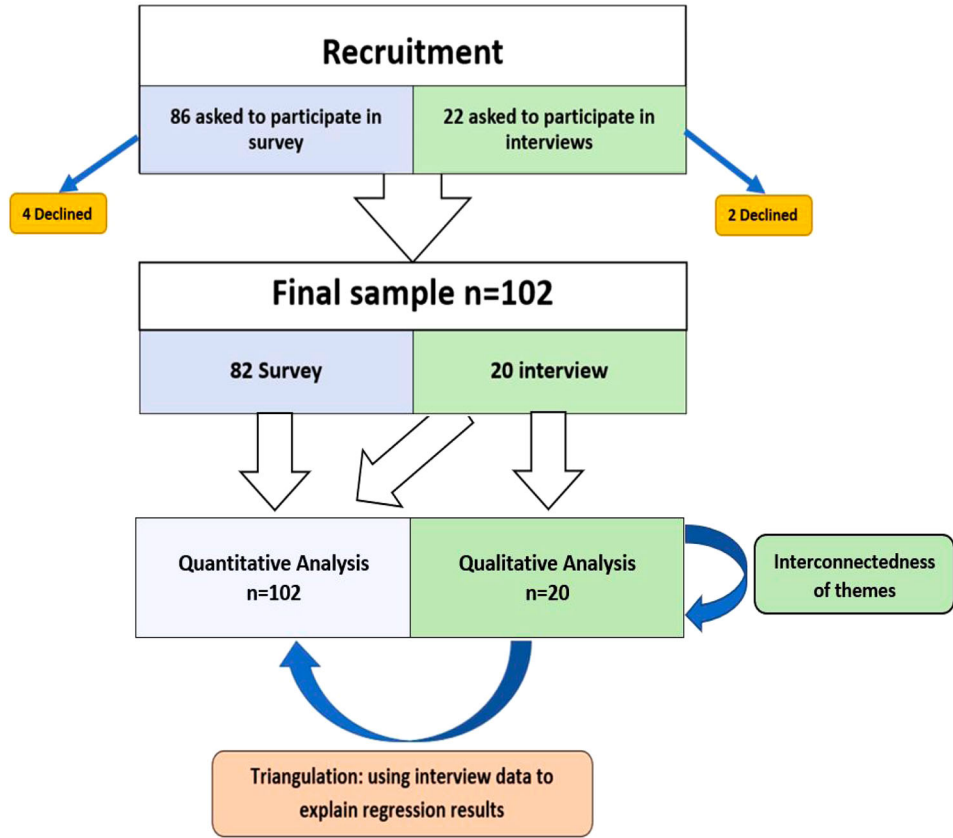 Recruitment
86 asked to participate in
survey
22 asked to participate in
interviews
4 Declined
2 Declined
Final sample n=102
82 Survey
20 interview
Quantitative Analysis
n=102
Qualitative Analysis
n=20
Interconnectedness
of themes
Triangulation: using interview data to
explain regression results